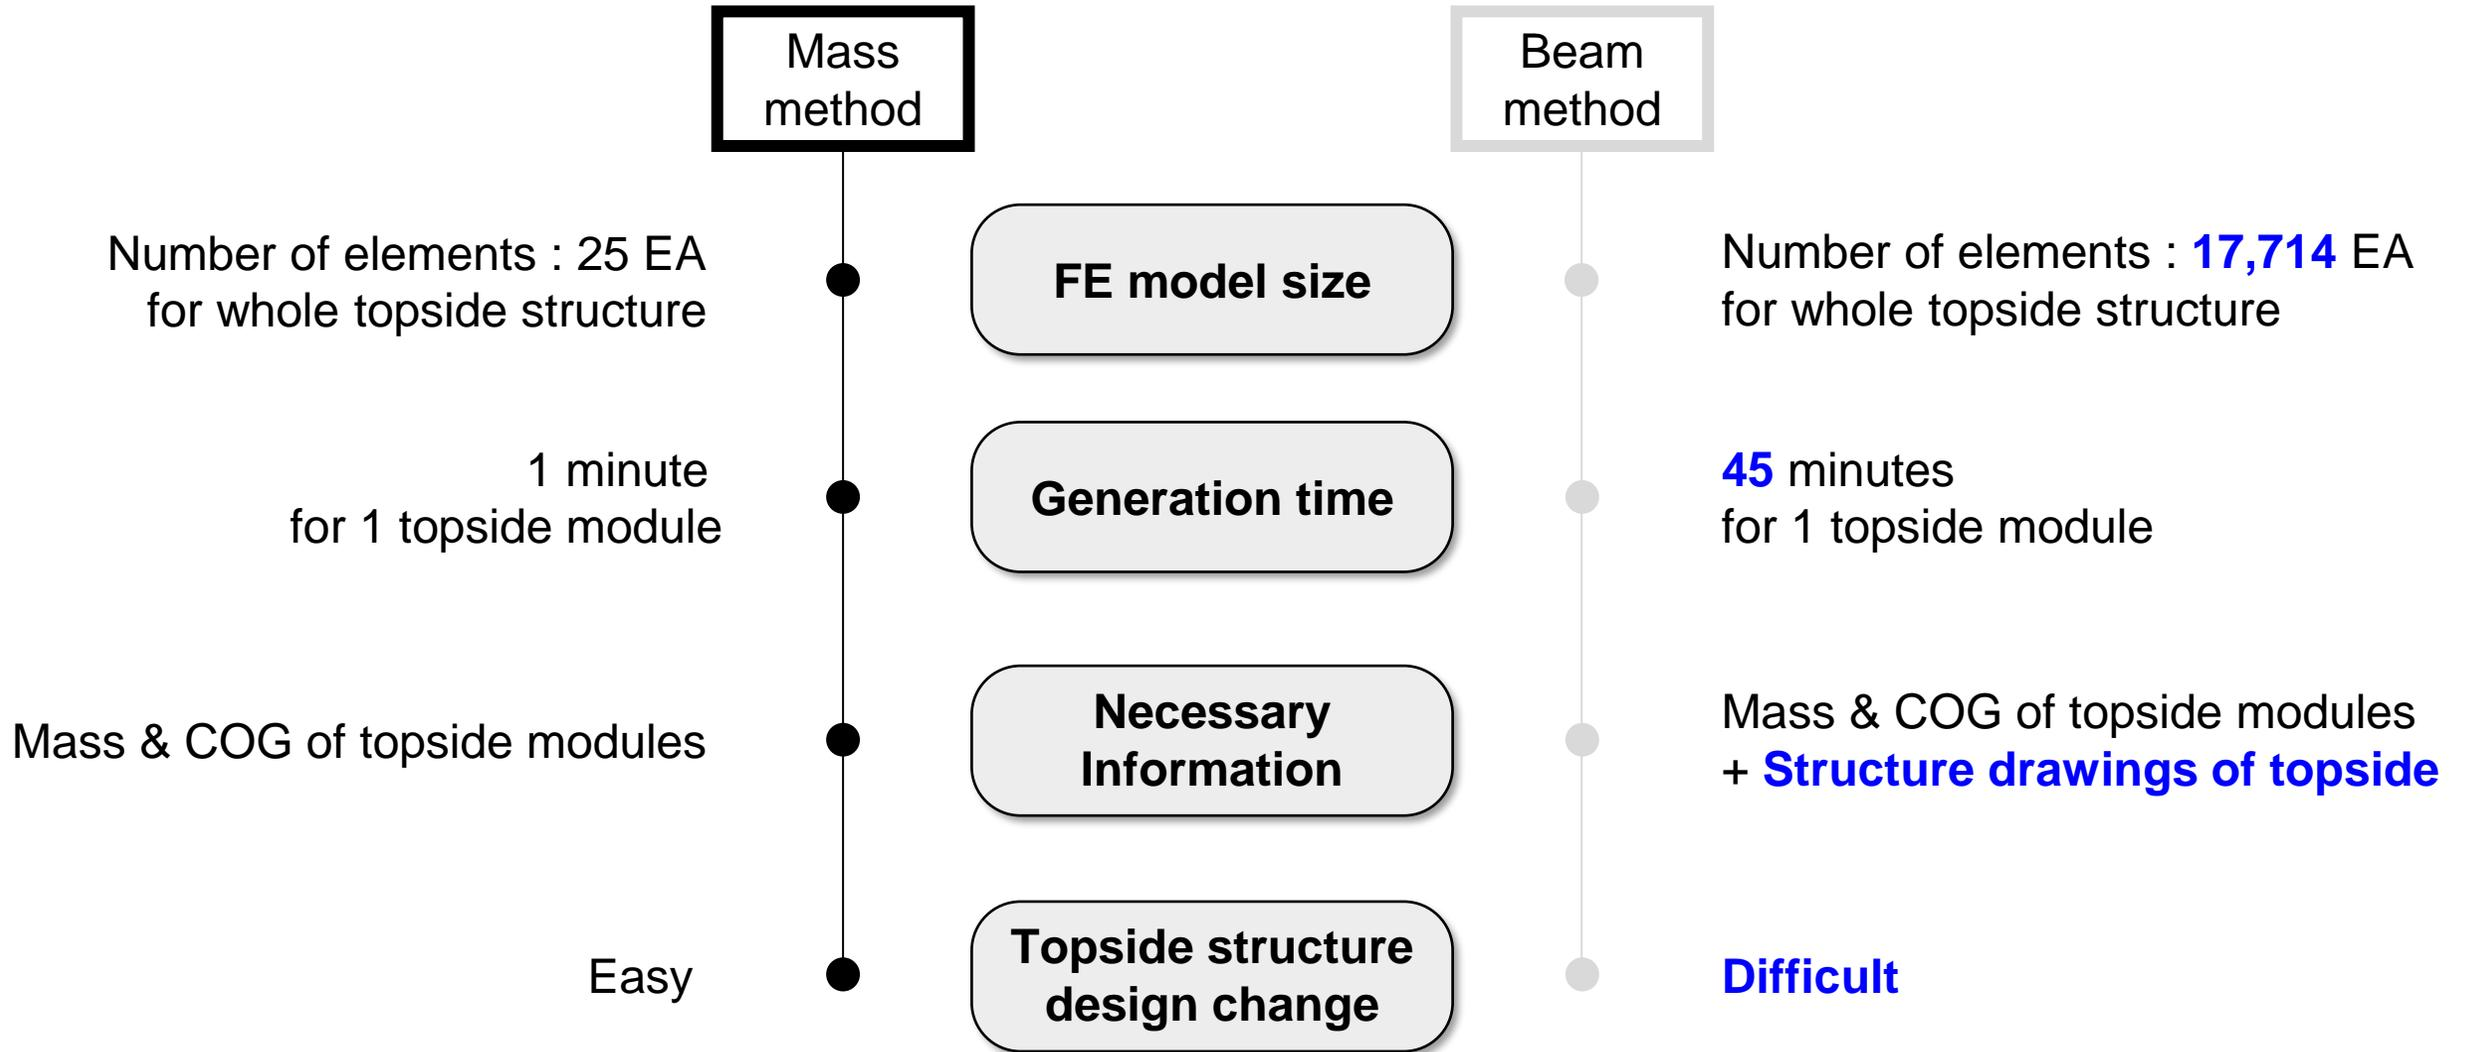 Mass
method
Beam
method
Number of elements : 25 EA
for whole topside structure
FE model size
Number of elements : 17,714 EA
for whole topside structure
1 minute
for 1 topside module
Generation time
45 minutes
for 1 topside module
Mass & COG of topside modules
Necessary
Information
Mass & COG of topside modules
+ Structure drawings of topside
Easy
Topside structure
design change
Difficult